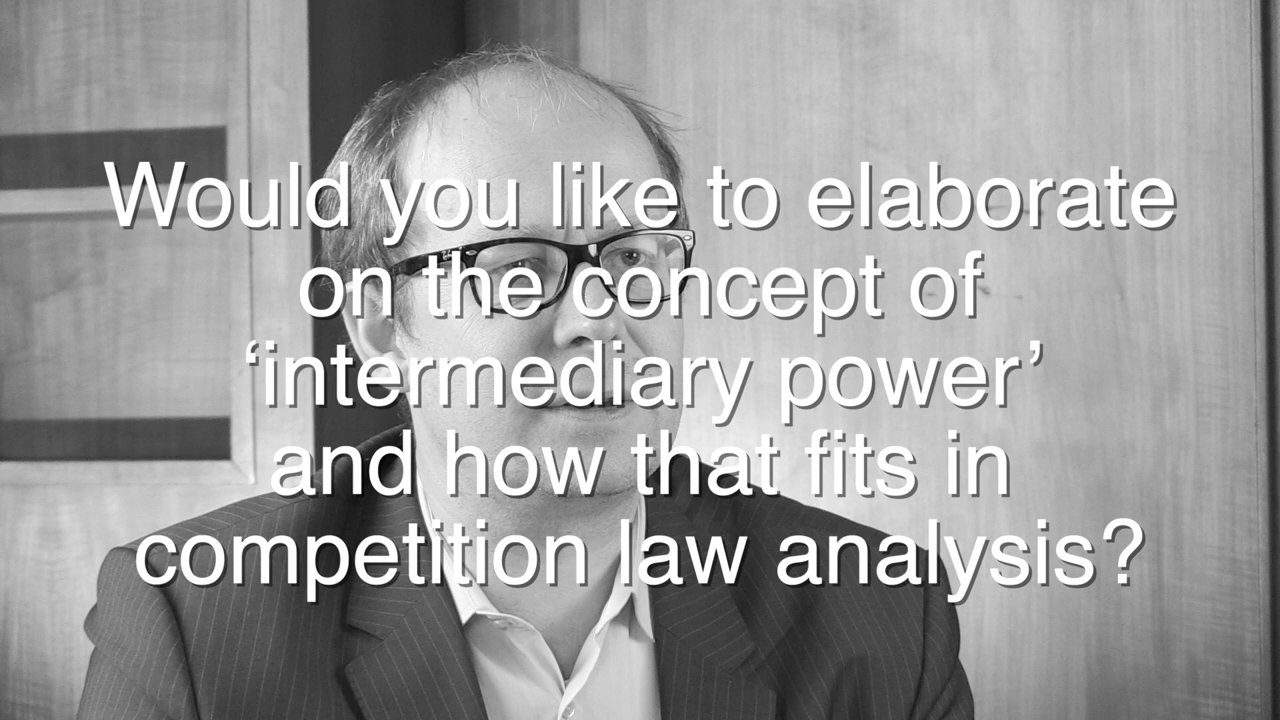 Would you like to elaborate
on the concept of
‘intermediary power’
and how that fits in
competition law analysis?